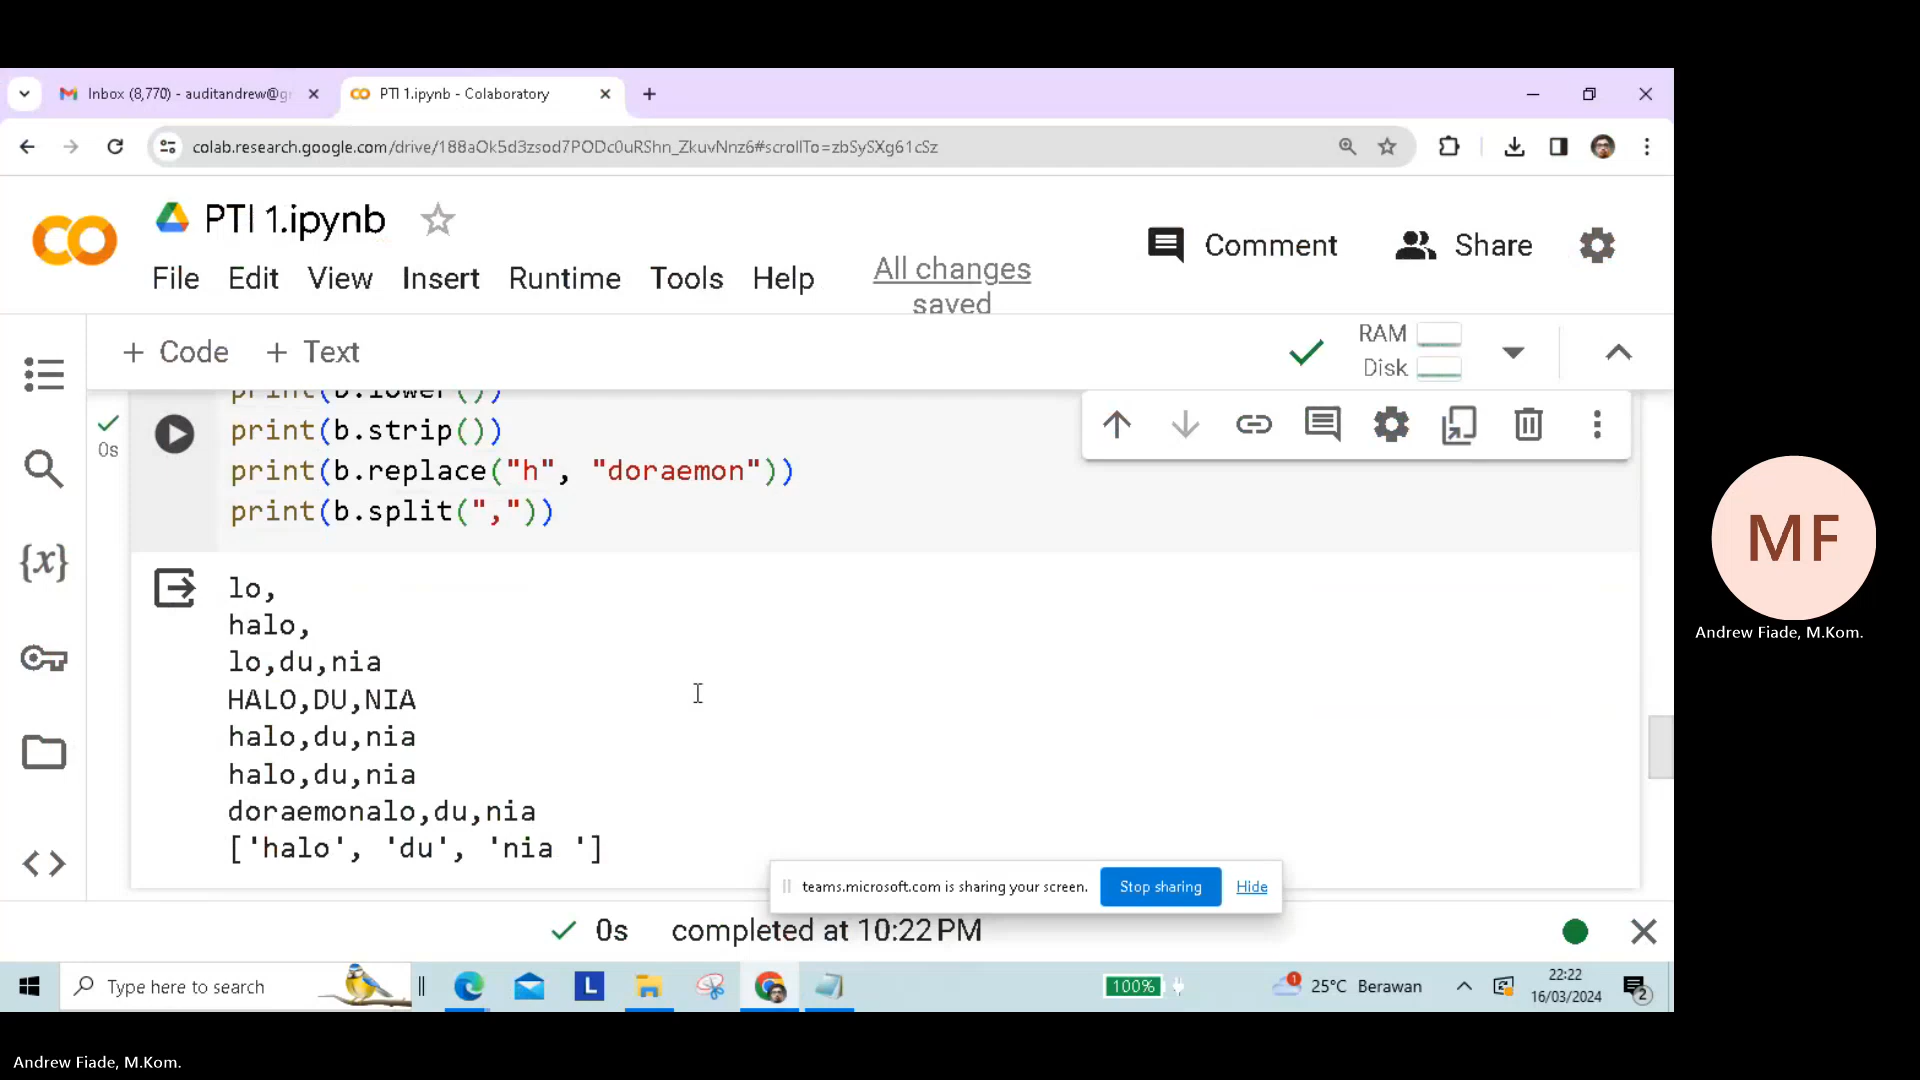 Inbox (8,770) - auditandrew@g
PTI 1.ipynb - Colaboratory
colab.research.google.com/drive/188aOk5d3zsod7PODc0uRShn_ZkuvNnz6#scrollTo=zbSySXg61cSz
PTI 1.ipynb
Comment
Share
File Edit View Insert Runtime Tools Help
All changes
saved
+ Code + Text
RAM
Disk
print(b.lower())
0s
print(b.strip())
print(b.replace("h", "doraemon"))
print(b.split(","))
lo,
halo,
lo,du,nia
HALO,DU,NIA
halo,du,nia
halo,du,nia
doraemonalo,du,nia
['halo', 'du', 'nia ']
teams.microsoft.com is sharing your screen. Stop sharing Hide
0s completed at 10:22 PM
Type here to search
L
100%
1
25°C Berawan
22:22
16/03/2024
2
MF
Andrew Fiade, M.Kom.
Andrew Fiade, M.Kom.